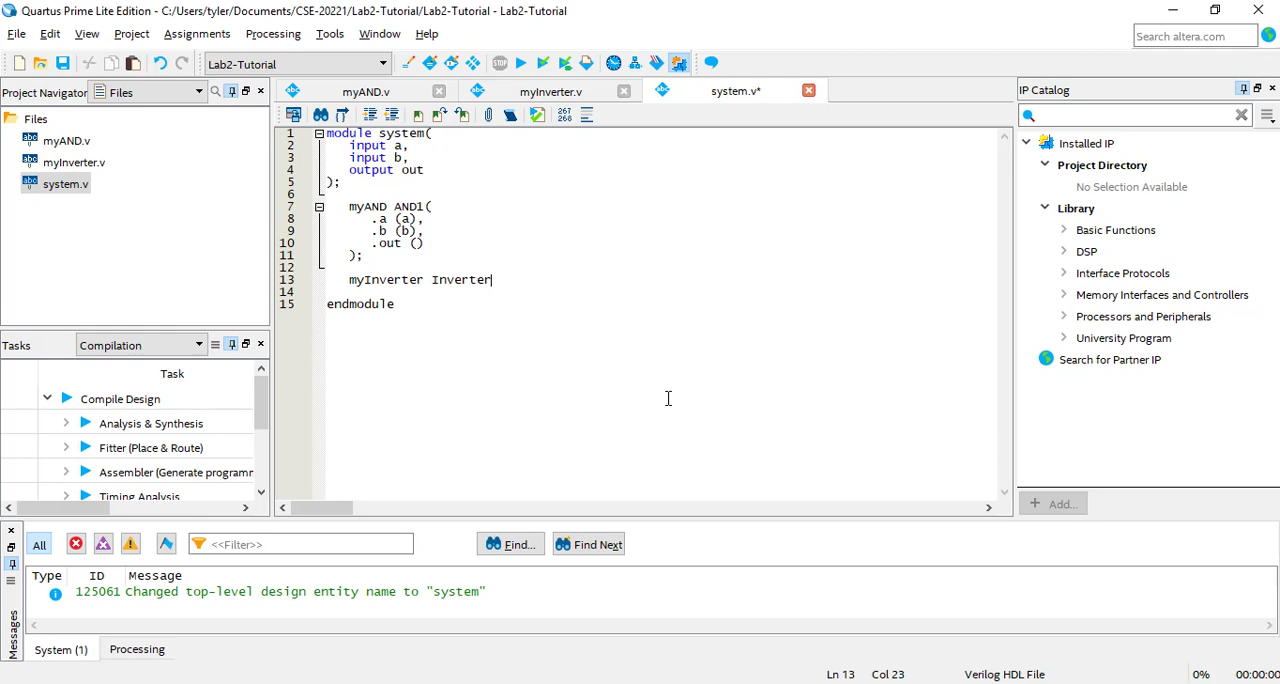 Quartus Prime Lite Edition - C:/Users/tyler/Documents/CSE-20221/Lab2-Tutorial/Lab2-Tutorial - Lab2-Tutorial
File Edit View Project Assignments Processing Tools Window Help
Search altera.com
Lab2-Tutorial
Project Navigator Files
myAND.v
myInverter.v
system.v*
IP Catalog
Files
myAND.v
myInverter.v
system.v
267
268
1 module system(
2 input a,
3 input b,
4 output out
5 );
6
7 myAND AND1(
8 .a (a),
9 .b (b),
10 .out ()
11 );
12
13 myInverter Inverter
14
15 endmodule
Installed IP
Project Directory
No Selection Available
Library
Basic Functions
DSP
Interface Protocols
Memory Interfaces and Controllers
Processors and Peripherals
University Program
Search for Partner IP
+ Add...
Tasks Compilation
Task
Compile Design
Analysis & Synthesis
Fitter (Place & Route)
Assembler (Generate programm
Timing Analysis
All <<Filter>> Find... Find Next
Type ID Message
125061 Changed top-level design entity name to "system"
Messages
System (1) Processing
Ln 13 Col 23 Verilog HDL File 0% 00:00:00